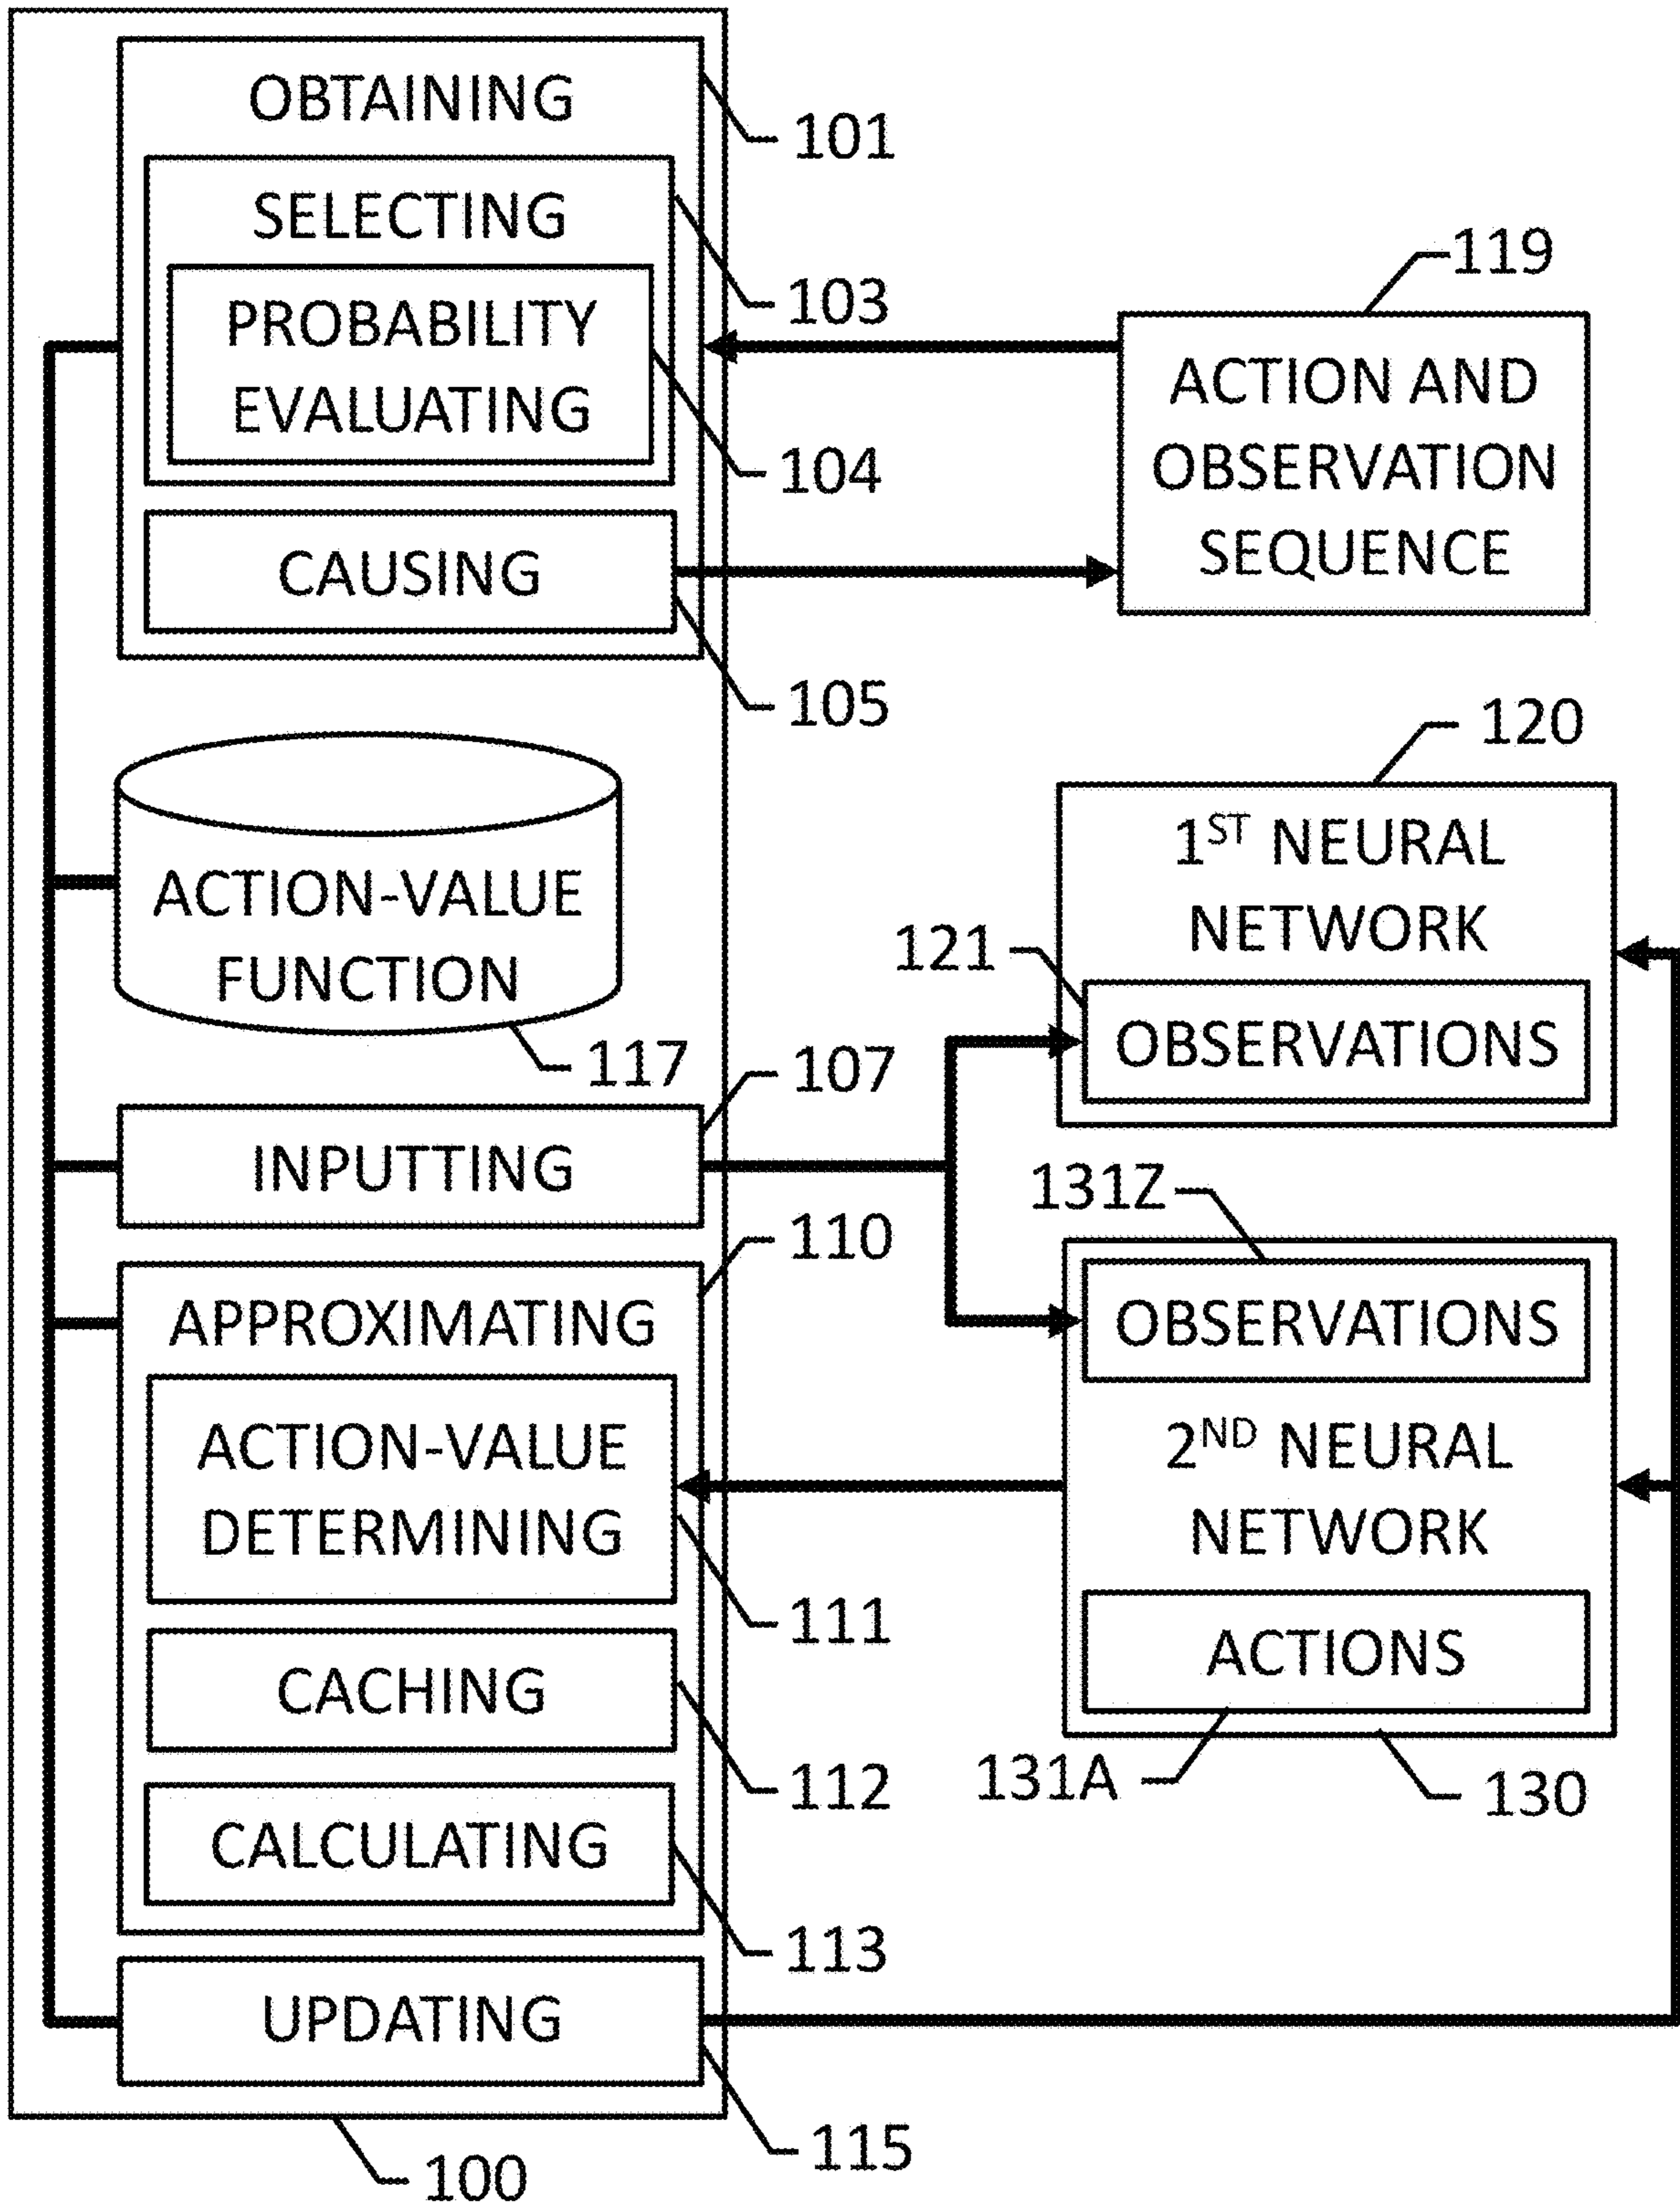 OBTAINING
101
SELECTING
103
PROBABILITY
EVALUATING
104
CAUSING
105
119
ACTION AND
OBSERVATION
SEQUENCE
ACTION-VALUE
FUNCTION
117
120
1ST NEURAL
NETWORK
121
OBSERVATIONS
INPUTTING
107
131Z
OBSERVATIONS
2ND NEURAL
NETWORK
ACTIONS
131A
130
APPROXIMATING
110
ACTION-VALUE
DETERMINING
111
CACHING
112
CALCULATING
113
UPDATING
115
100